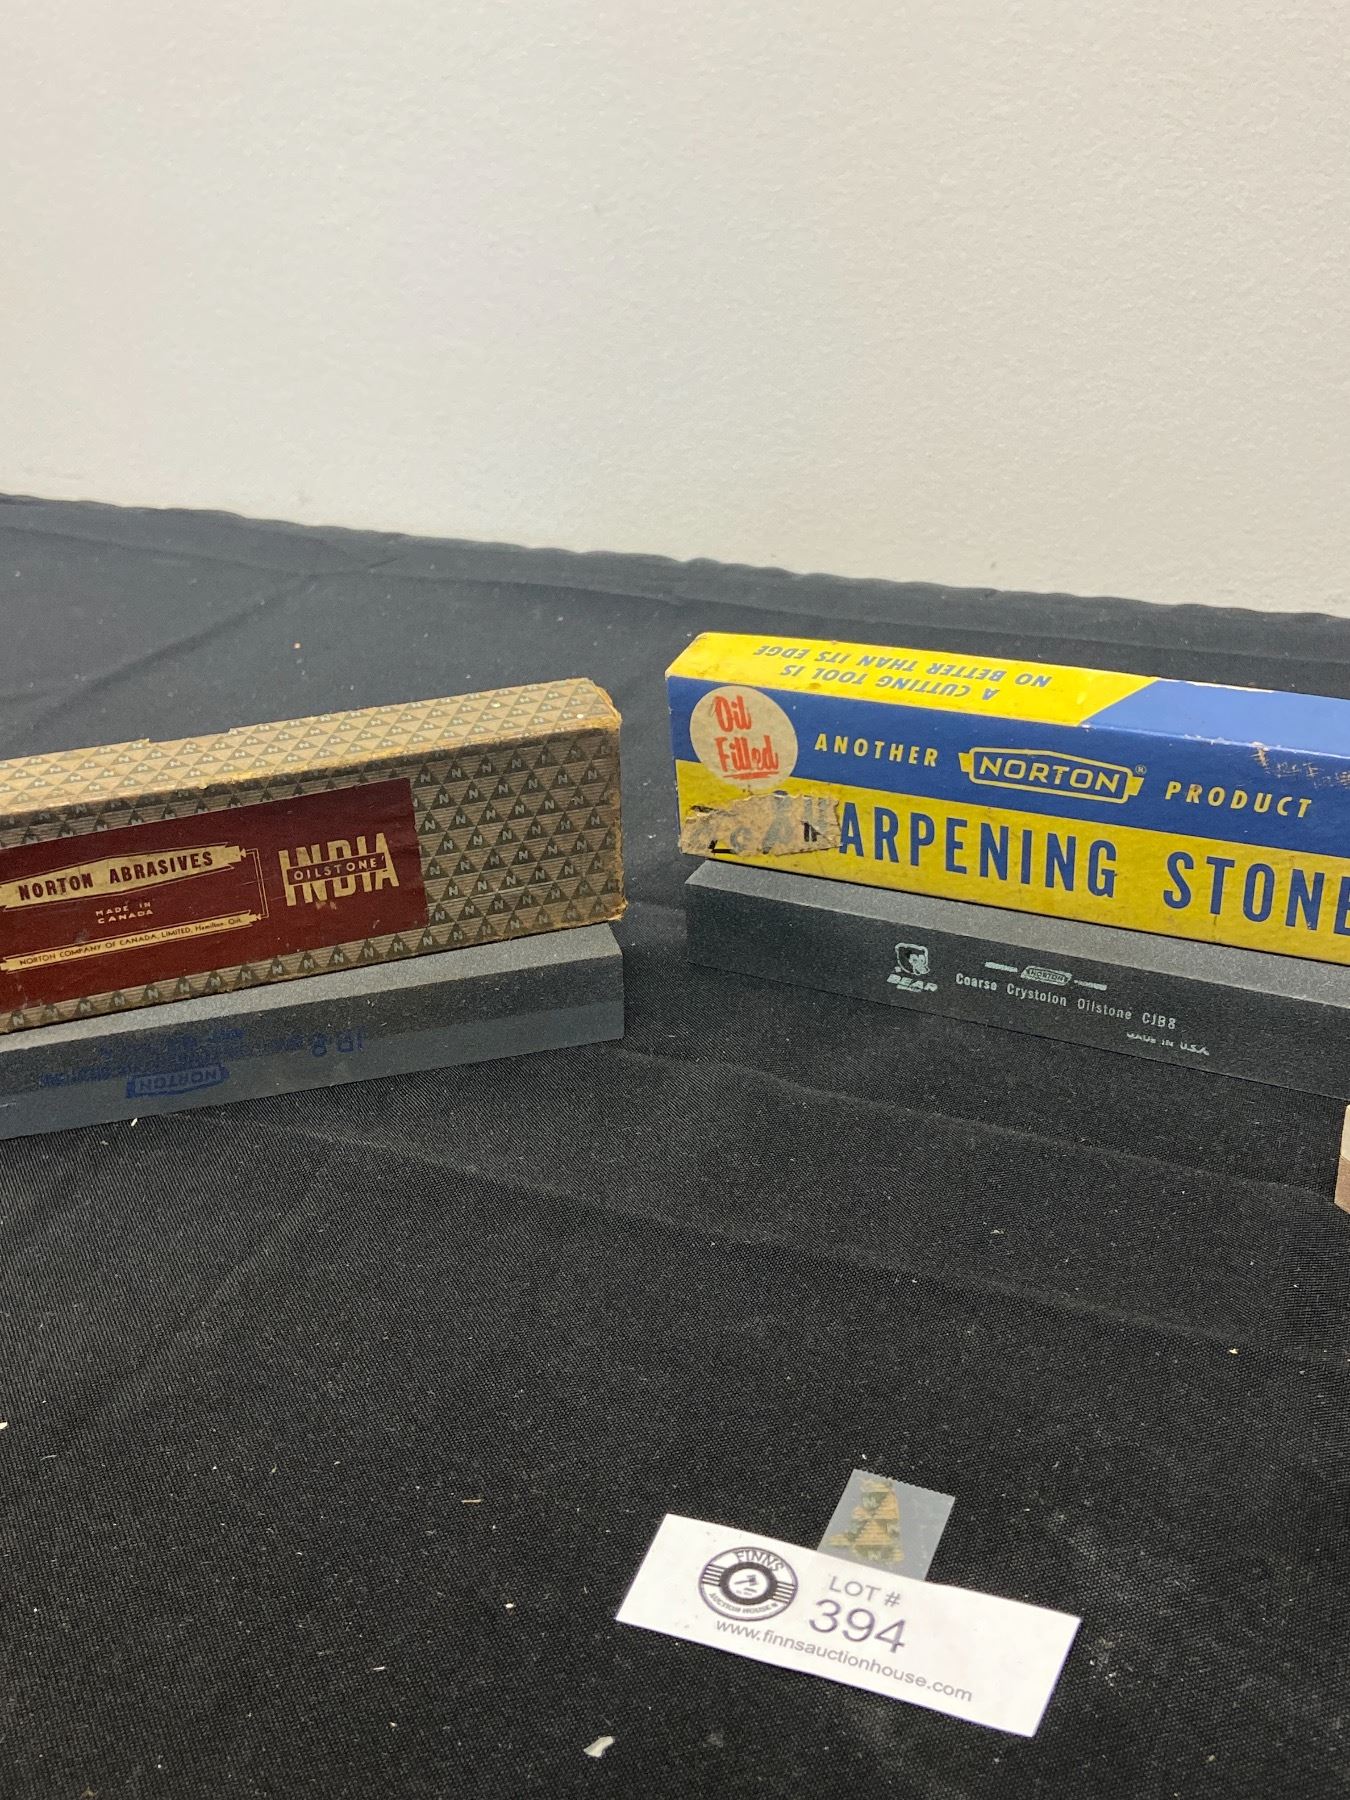 NORTON ABRASIVES
MADE IN
CANADA
NORTON COMPANY OF CANADA, LIMITED, Hamilton, Ont.
INDIA
OILSTONE
NORTON
A CUTTING TOOL IS
NO BETTER THAN ITS EDGE
Oil
Filled
ANOTHER NORTON PRODUCT
SHARPENING STONE
BEAR
NORTON
Coarse Crystolon Oilstone CJB8
MADE IN U.S.A.
FINNS
AUCTION HOUSE
LOT #
394
www.finnsauctionhouse.com